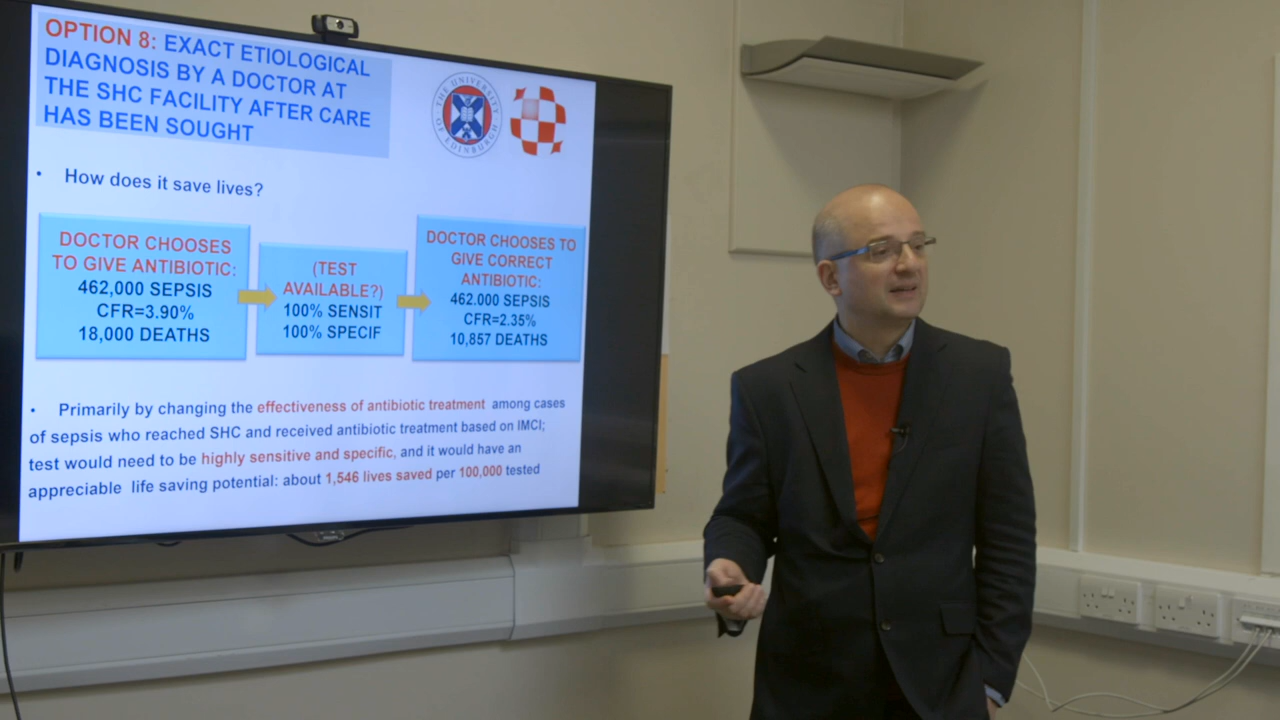 OPTION 8: EXACT ETIOLOGICAL
DIAGNOSIS BY A DOCTOR AT
THE SHC FACILITY AFTER CARE
HAS BEEN SOUGHT
THE UNIVERSITY OF EDINBURGH
• How does it save lives?
DOCTOR CHOOSES
TO GIVE ANTIBIOTIC:
462,000 SEPSIS
CFR=3.90%
18,000 DEATHS
(TEST
AVAILABLE?)
100% SENSIT
100% SPECIF
DOCTOR CHOOSES TO
GIVE CORRECT
ANTIBIOTIC:
462.000 SEPSIS
CFR=2.35%
10,857 DEATHS
• Primarily by changing the effectiveness of antibiotic treatment among cases
of sepsis who reached SHC and received antibiotic treatment based on IMCI;
test would need to be highly sensitive and specific, and it would have an
appreciable life saving potential: about 1,546 lives saved per 100,000 tested